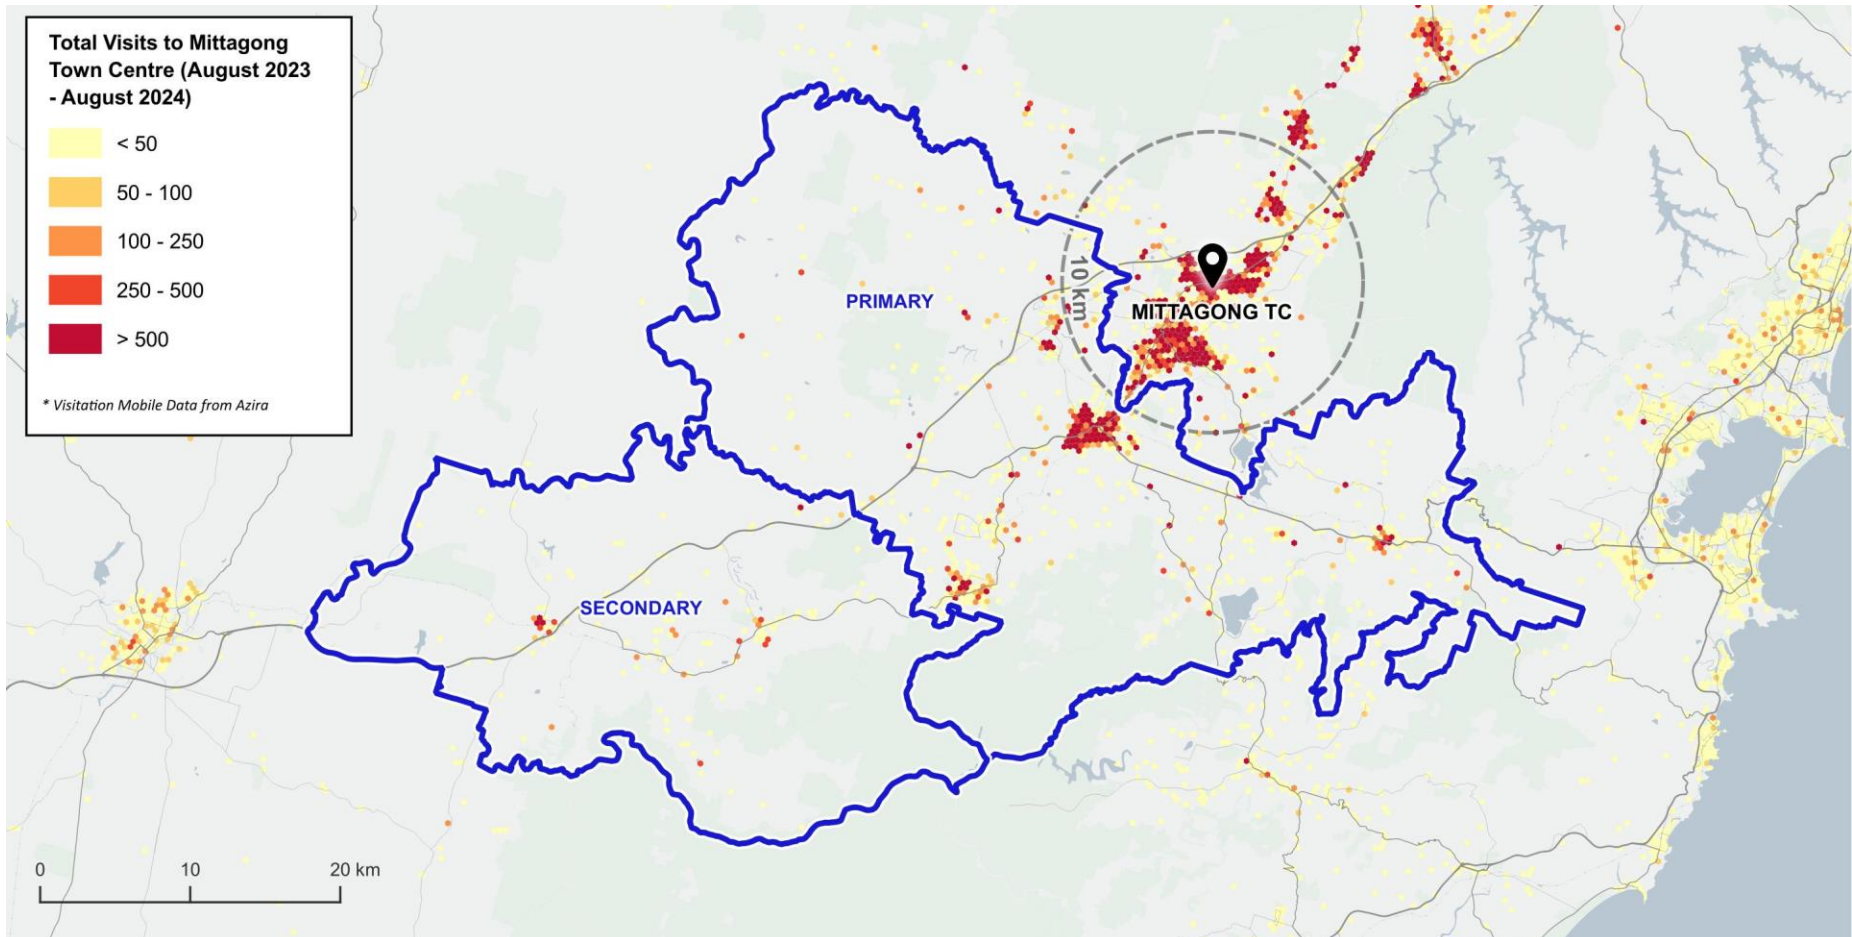 Total Visits to Mittagong
Town Centre (August 2023
- August 2024)
< 50
50 - 100
100 - 250
250 - 500
> 500
* Visitation Mobile Data from Azira
10 km
PRIMARY
MITTAGONG TC
SECONDARY
0 10 20 km